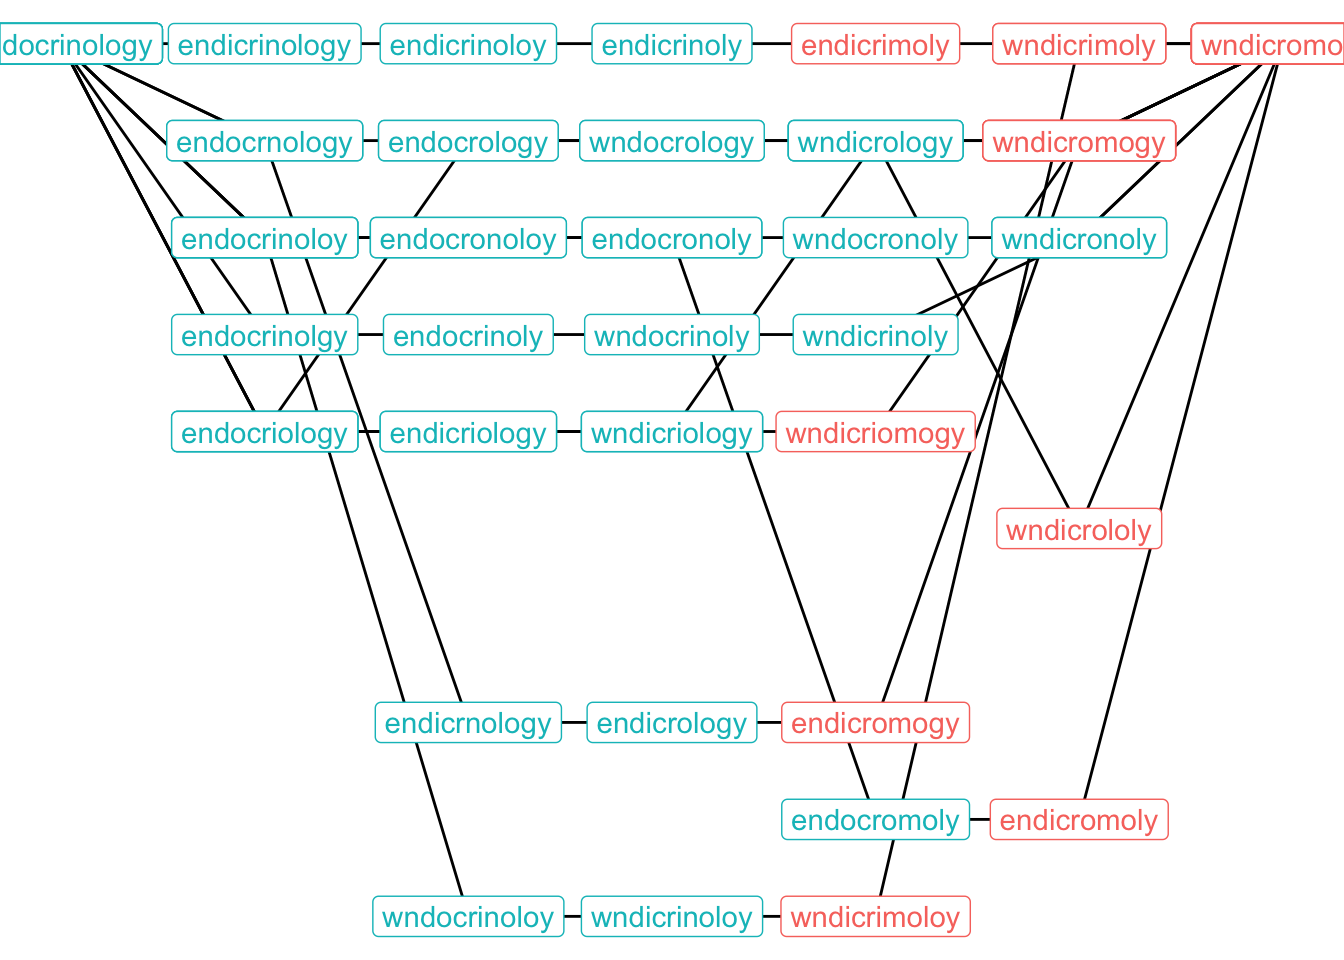 docrinology endicrinology endicrinoloy endicrinoly endicrimoly wndicrimoly wndicromo
endocrnology endocrology wndocrology wndicrology wndicromogy
endocrinoloy endocronoloy endocronoly wndocronoly wndicronoly
endocrinolgy endocrinoly wndocrinoly wndicrinoly
endocriology endicriology wndicriology wndicriomogy
wndicrololy
endicrnology endicrology endicromogy
endocromoly endicromoly
wndocrinoloy wndicrinoloy wndicrimoloy